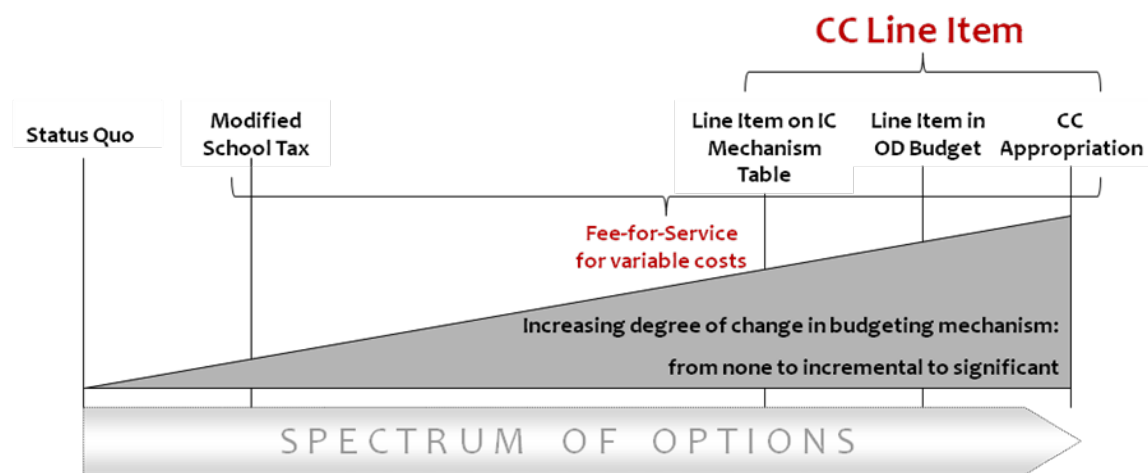 CC Line Item
Status Quo
Modified
School Tax
Line Item on IC
Mechanism
Table
Line Item in
OD Budget
CC
Appropriation
Fee-for-Service
for variable costs
Increasing degree of change in budgeting mechanism:
from none to incremental to significant
SPECTRUM OF OPTIONS